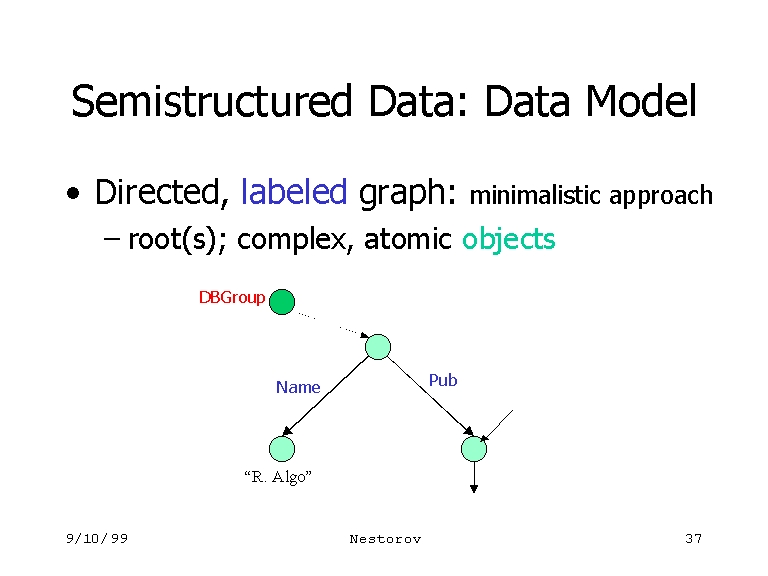 Semistructured Data: Data Model
• Directed, labeled graph: minimalistic approach
– root(s); complex, atomic objects
DBGroup
Name
Pub
“R. Algo”
9/10/99
Nestorov
37